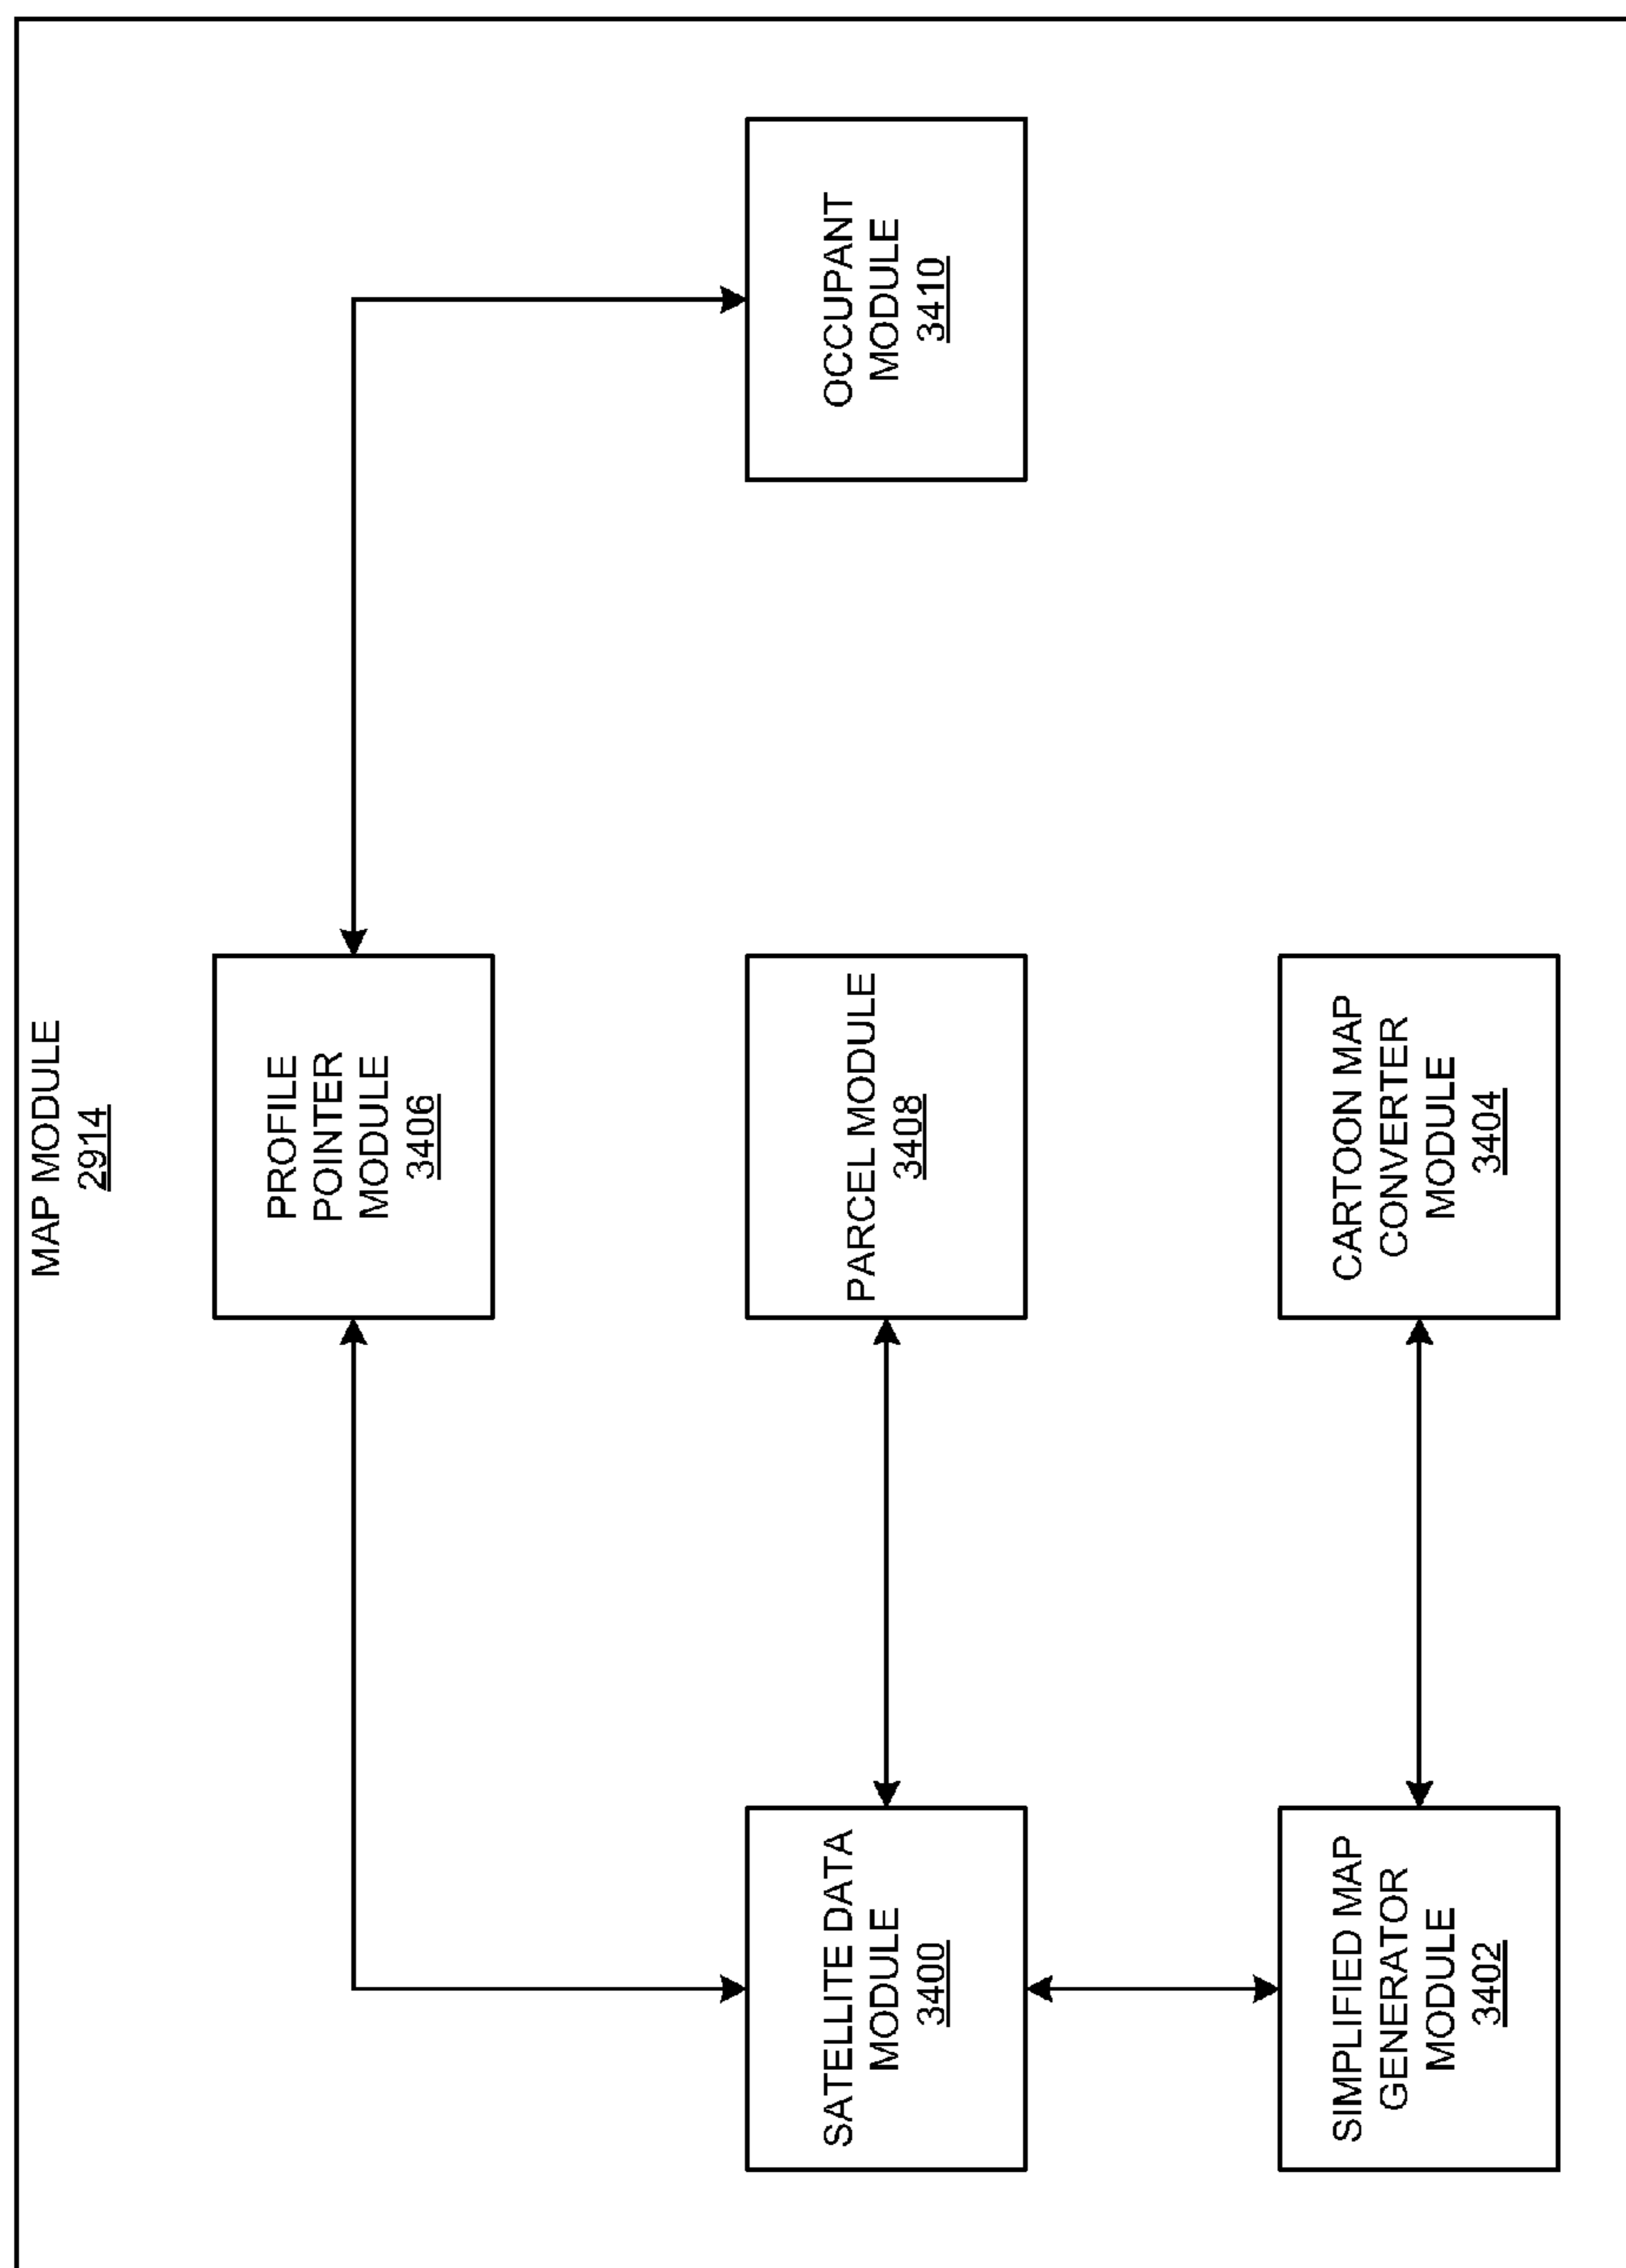 MAP MODULE
2914
PROFILE
POINTER
MODULE
3406
SATELLITE DATA
MODULE
3400
PARCEL MODULE
3408
OCCUPANT
MODULE
3410
SIMPLIFIED MAP
GENERATOR
MODULE
3402
CARTOON MAP
CONVERTER
MODULE
3404